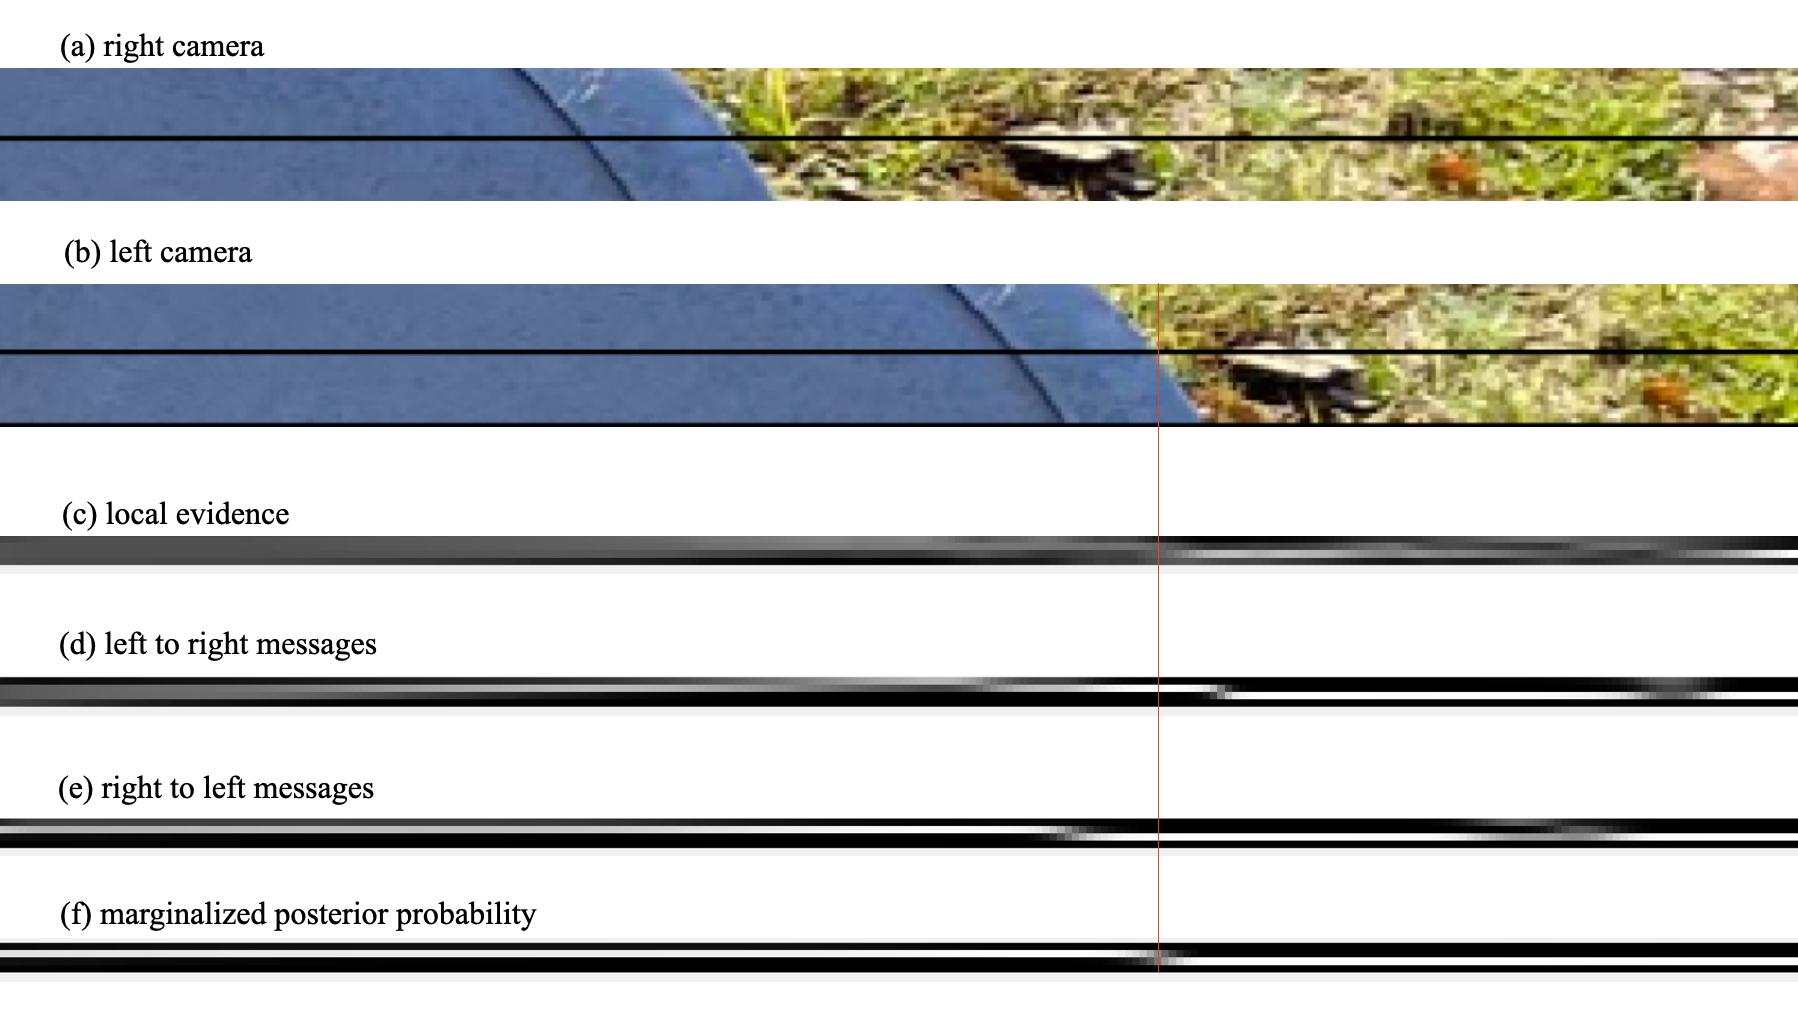 (a) right camera
(b) left camera
(c) local evidence
(d) left to right messages
(e) right to left messages
(f) marginalized posterior probability